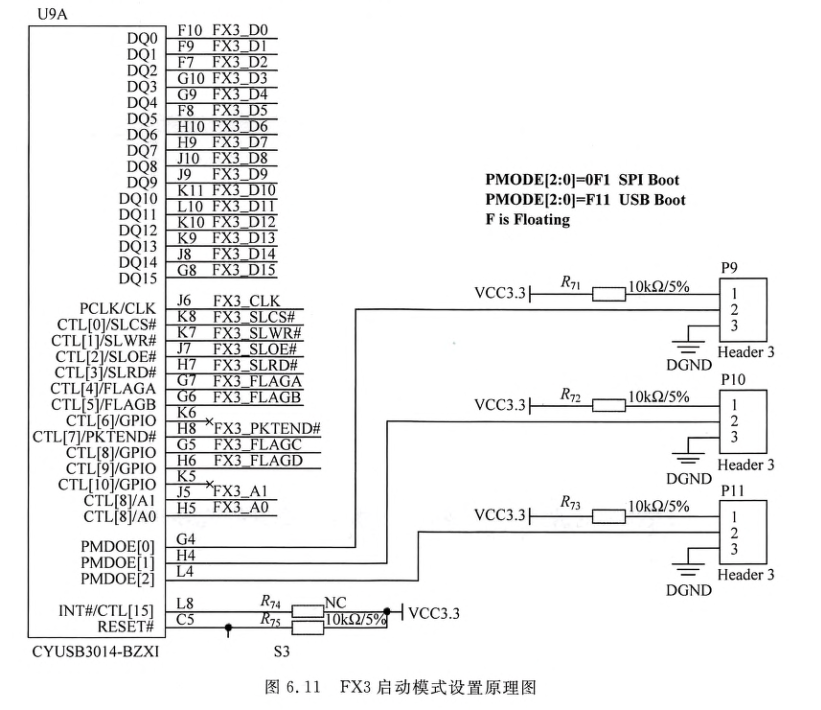 U9A
DQ0 F10 FX3_D0
DQ1 F9 FX3_D1
DQ2 F7 FX3_D2
DQ3 G10 FX3_D3
DQ4 G9 FX3_D4
DQ5 F8 FX3_D5
DQ6 H10 FX3_D6
DQ7 H9 FX3_D7
DQ8 J10 FX3_D8
DQ9 J9 FX3_D9
DQ10 K11 FX3_D10
DQ11 L10 FX3_D11
DQ12 K10 FX3_D12
DQ13 K9 FX3_D13
DQ14 J8 FX3_D14
DQ15 G8 FX3_D15
PCLK/CLK J6 FX3_CLK
CTL[0]/SLCS# K8 FX3_SLCS#
CTL[1]/SLWR# K7 FX3_SLWR#
CTL[2]/SLOE# J7 FX3_SLOE#
CTL[3]/SLRD# H7 FX3_SLRD#
CTL[4]/FLAGA G7 FX3_FLAGA
CTL[5]/FLAGB G6 FX3_FLAGB
CTL[6]/GPIO K6
CTL[7]/PKTEND# H8 FX3_PKTEND#
CTL[8]/GPIO G5 FX3_FLAGC
CTL[9]/GPIO H6 FX3_FLAGD
CTL[10]/GPIO K5
CTL[8]/A1 J5 FX3_A1
CTL[8]/A0 H5 FX3_A0
PMDOE[0] G4
PMDOE[1] H4
PMDOE[2] L4
INT#/CTL[15] L8 R74 NC
RESET# C5 R75 10kΩ/5% VCC3.3
CYUSB3014-BZXI S3
PMODE[2:0]=0F1 SPI Boot
PMODE[2:0]=F11 USB Boot
F is Floating
P9
VCC3.3 R71 10kΩ/5% 1
2
3
DGND Header 3
P10
VCC3.3 R72 10kΩ/5% 1
2
3
DGND Header 3
P11
VCC3.3 R73 10kΩ/5% 1
2
3
DGND Header 3
图 6.11 FX3 启动模式设置原理图